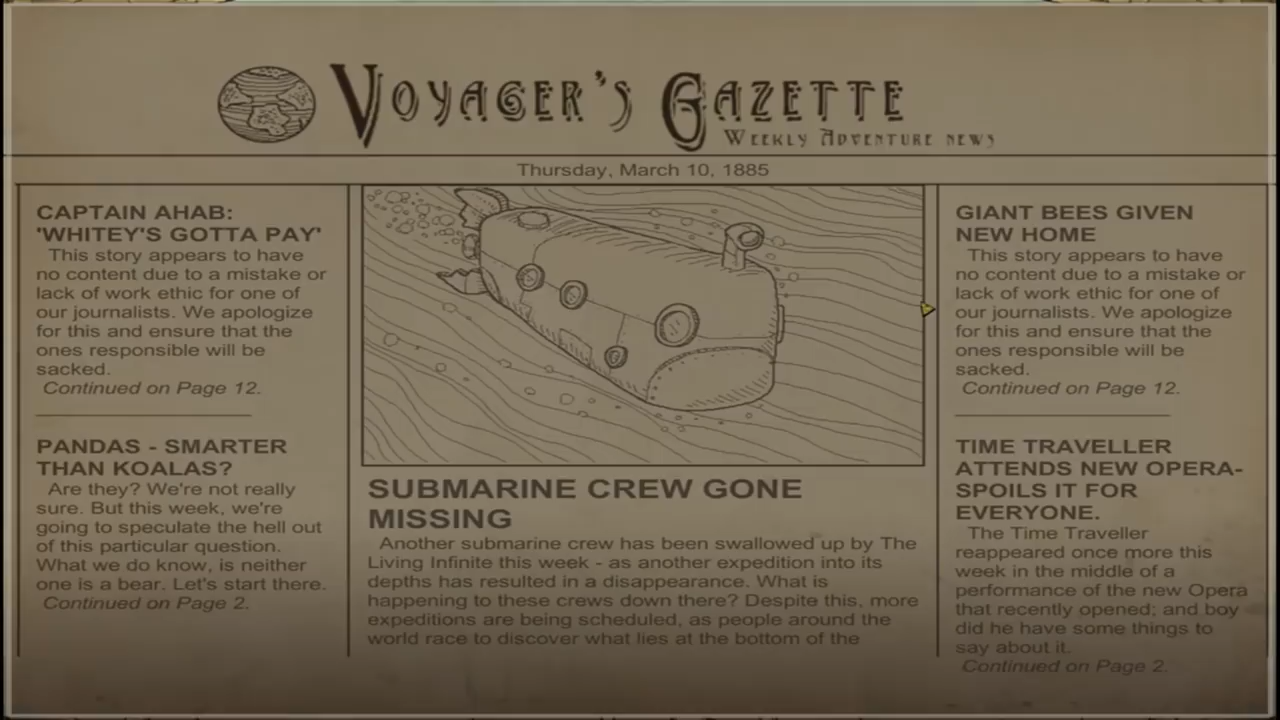 VOYAGER'S GAZETTE
WEEKLY ADVENTURE NEWS
Thursday, March 10, 1885
CAPTAIN AHAB:
'WHITEY'S GOTTA PAY'
This story appears to have
no content due to a mistake or
lack of work ethic for one of
our journalists. We apologize
for this and ensure that the
ones responsible will be
sacked.
Continued on Page 12.
PANDAS - SMARTER
THAN KOALAS?
Are they? We're not really
sure. But this week, we're
going to speculate the hell out
of this particular question.
What we do know, is neither
one is a bear. Let's start there.
Continued on Page 2.
SUBMARINE CREW GONE
MISSING
Another submarine crew has been swallowed up by The
Living Infinite this week - as another expedition into its
depths has resulted in a disappearance. What is
happening to these crews down there? Despite this, more
expeditions are being scheduled, as people around the
world race to discover what lies at the bottom of the
GIANT BEES GIVEN
NEW HOME
This story appears to have
no content due to a mistake or
lack of work ethic for one of
our journalists. We apologize
for this and ensure that the
ones responsible will be
sacked.
Continued on Page 12.
TIME TRAVELLER
ATTENDS NEW OPERA-
SPOILS IT FOR
EVERYONE.
The Time Traveller
reappeared once more this
week in the middle of a
performance of the new Opera
that recently opened; and boy
did he have some things to
say about it.
Continued on Page 2.